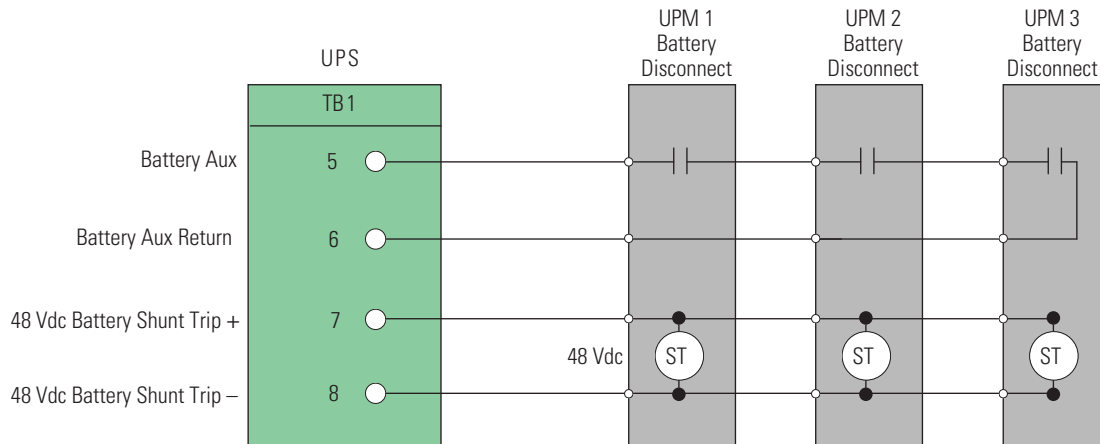 UPM 1
Battery
Disconnect
UPM 2
Battery
Disconnect
UPM 3
Battery
Disconnect
UPS
TB1
Battery Aux
5
Battery Aux Return
6
48 Vdc Battery Shunt Trip +
7
48 Vdc
ST
ST
ST
48 Vdc Battery Shunt Trip –
8